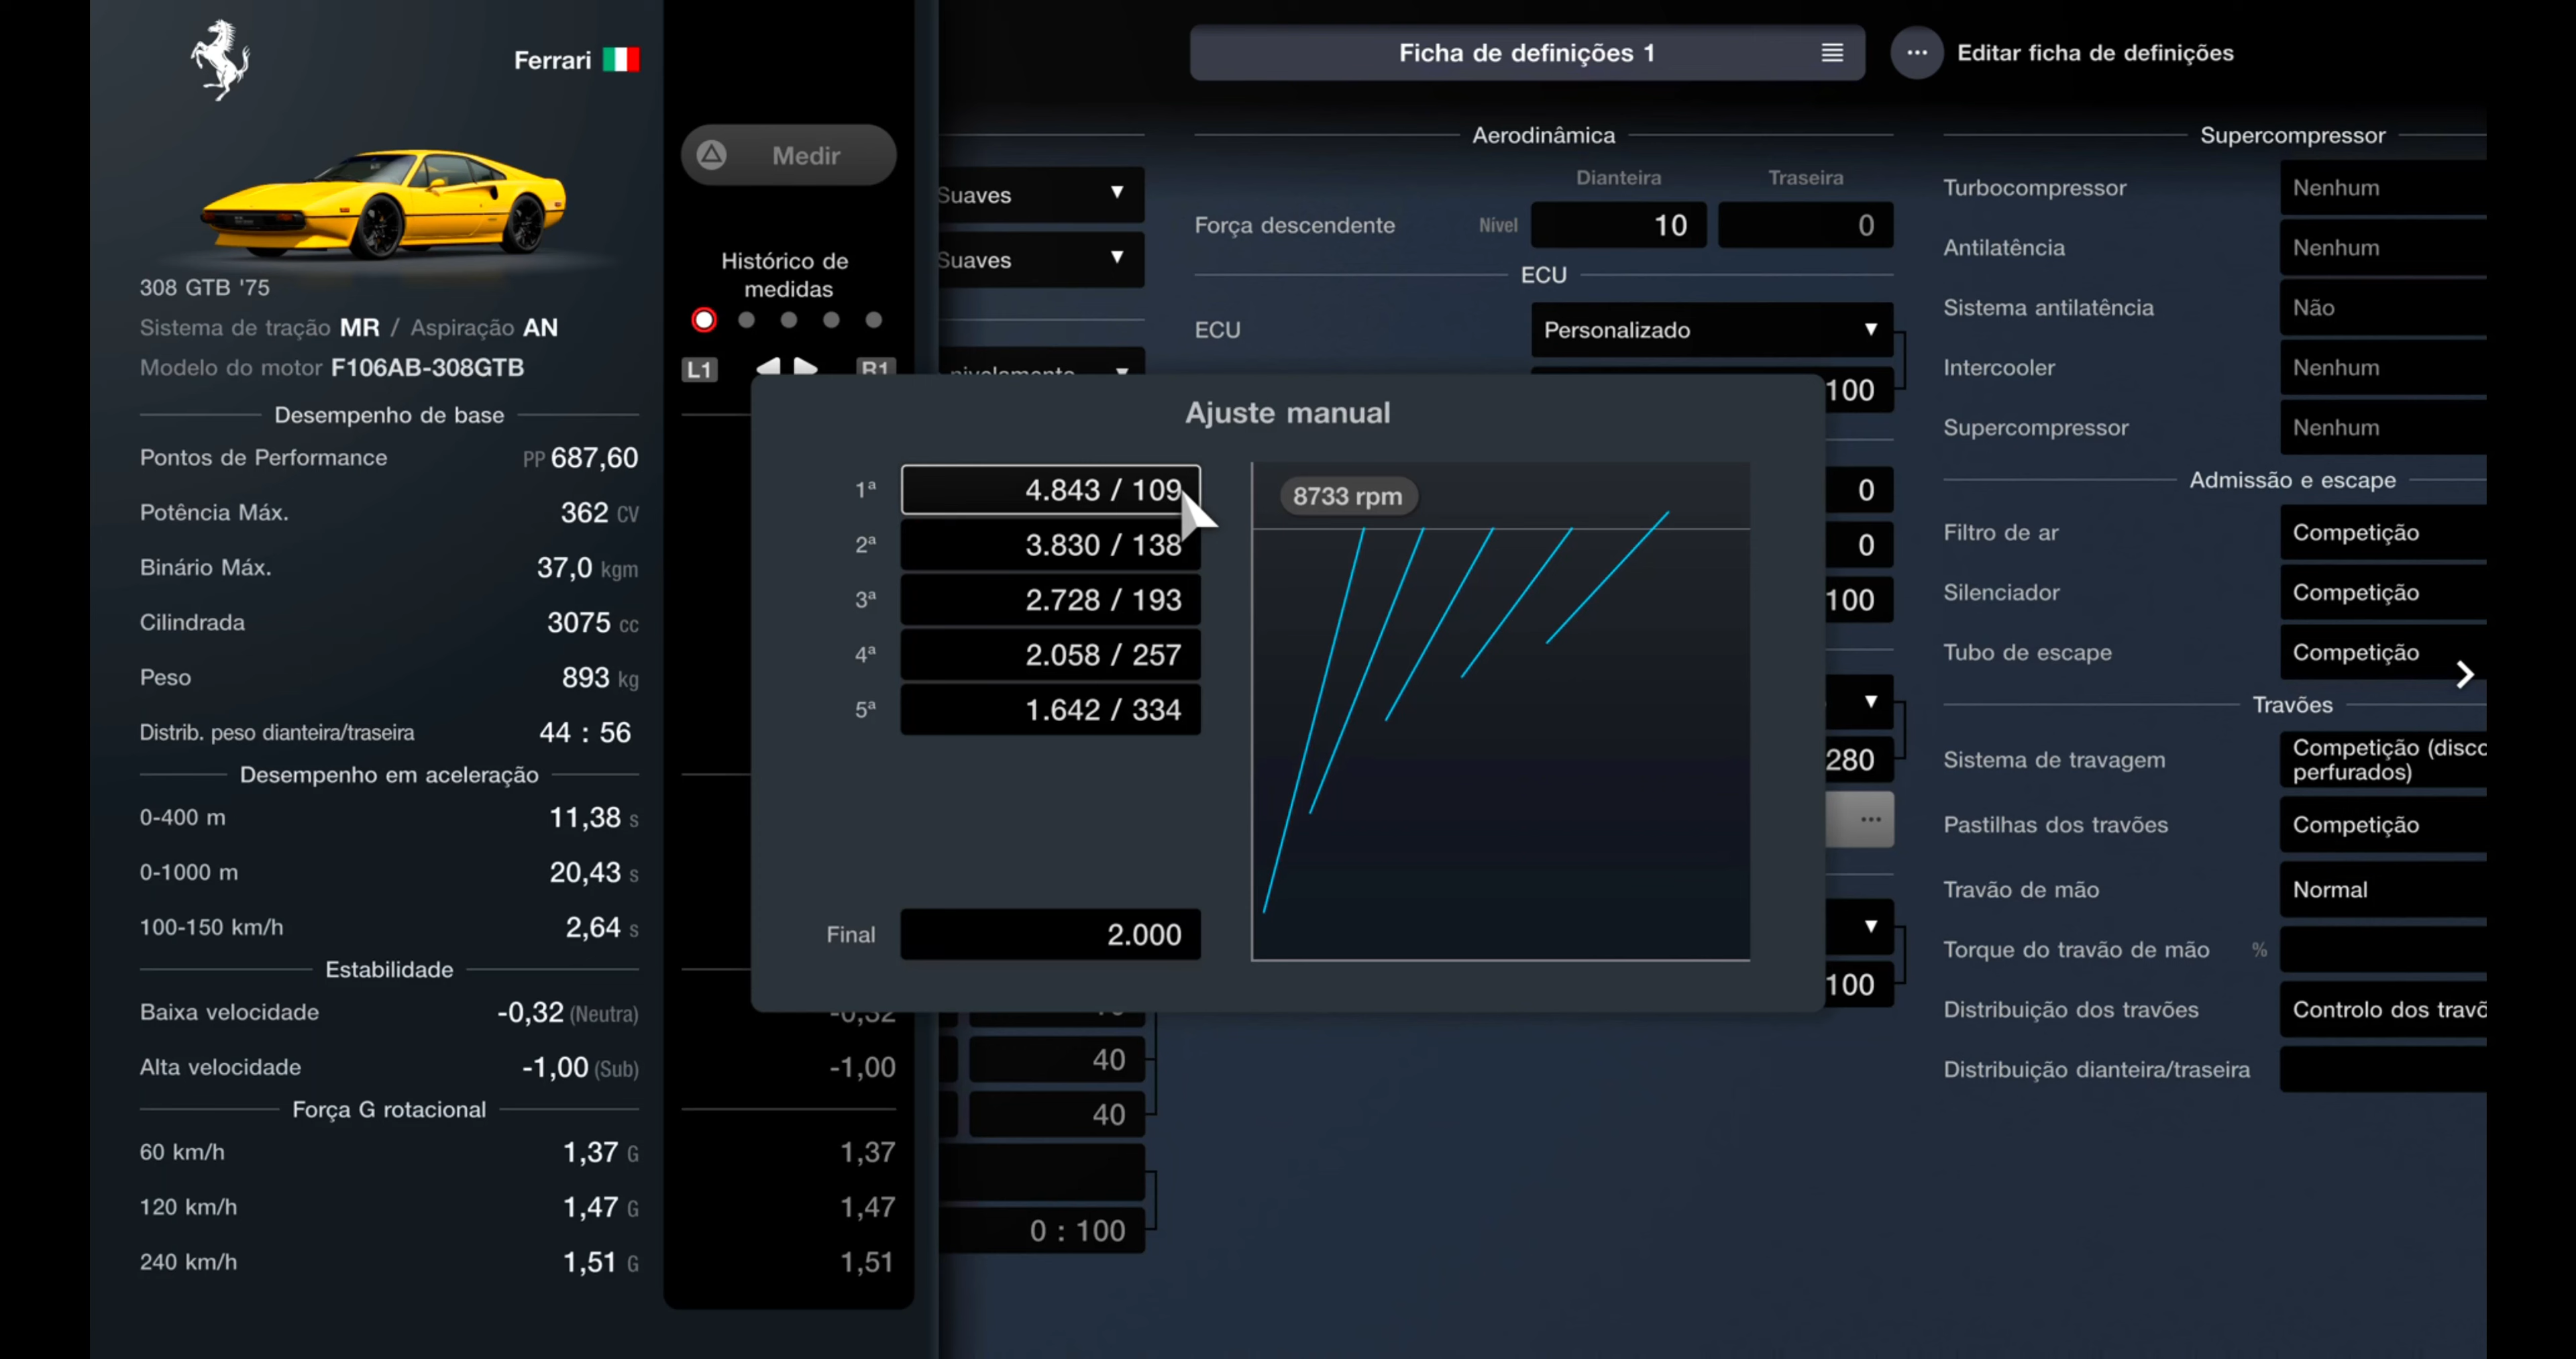 Ferrari
308 GTB '75
Sistema de tração MR / Aspiração AN
Modelo do motor F106AB-308GTB
Desempenho de base
Pontos de Performance PP 687,60
Potência Máx. 362 CV
Binário Máx. 37,0 kgm
Cilindrada 3075 cc
Peso 893 kg
Distrib. peso dianteira/traseira 44 : 56
Desempenho em aceleração
0-400 m 11,38 s
0-1000 m 20,43 s
100-150 km/h 2,64 s
Estabilidade
Baixa velocidade -0,32 (Neutra)
Alta velocidade -1,00 (Sub)
Força G rotacional
60 km/h 1,37 G
120 km/h 1,47 G
240 km/h 1,51 G
Medir
Histórico de
medidas
L1 R1
-0,32
-1,00
1,37
1,47
1,51
Suaves
Suaves
nivelamento
40
40
0 : 100
Ficha de definições 1
Editar ficha de definições
Aerodinâmica
Dianteira Traseira
Força descendente Nível 10 0
ECU
ECU Personalizado
100
0
0
100
280
100
Ajuste manual
1ª 4.843 / 109
2ª 3.830 / 138
3ª 2.728 / 193
4ª 2.058 / 257
5ª 1.642 / 334
Final 2.000
8733 rpm
Supercompressor
Turbocompressor Nenhum
Antilatência Nenhum
Sistema antilatência Não
Intercooler Nenhum
Supercompressor Nenhum
Admissão e escape
Filtro de ar Competição
Silenciador Competição
Tubo de escape Competição
Travões
Sistema de travagem Competição (disco
perfurados)
Pastilhas dos travões Competição
Travão de mão Normal
Torque do travão de mão %
Distribuição dos travões Controlo dos travõ
Distribuição dianteira/traseira